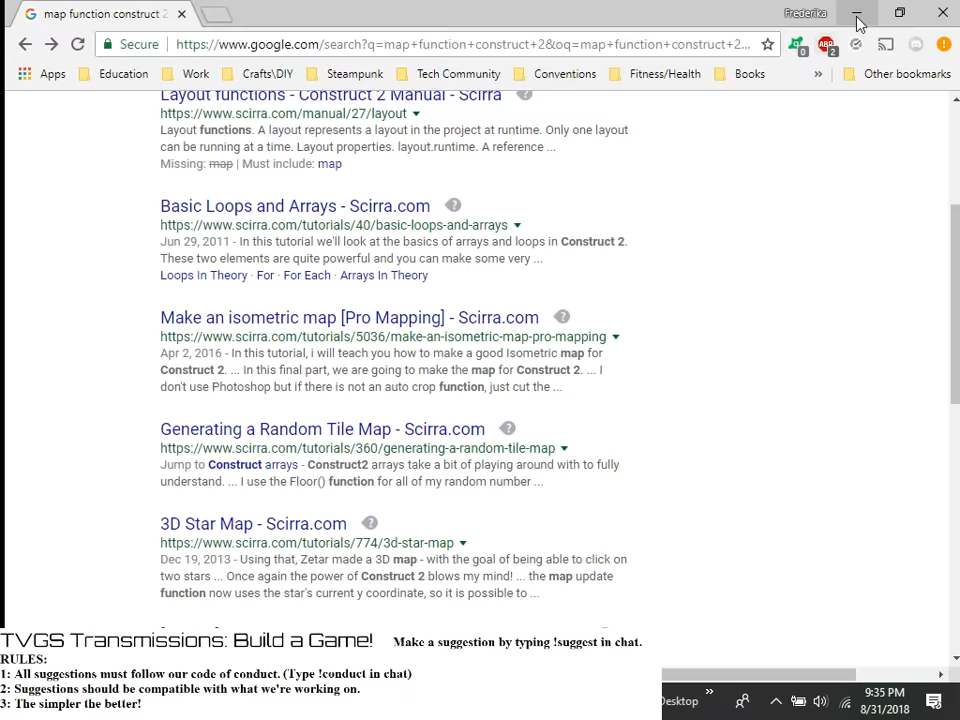 map function construct 2
Frederika
Secure
https://www.google.com/search?q=map+function+construct+2&oq=map+function+construct+2...
0
ABP
2
Apps
Education
Work
Crafts\DIY
Steampunk
Tech Community
Conventions
Fitness/Health
Books
»
Other bookmarks
Layout functions - Construct 2 Manual - Scirra
https://www.scirra.com/manual/27/layout
Layout functions. A layout represents a layout in the project at runtime. Only one layout
can be running at a time. Layout properties. layout.runtime. A reference ...
Missing: map | Must include: map
Basic Loops and Arrays - Scirra.com
https://www.scirra.com/tutorials/40/basic-loops-and-arrays
Jun 29, 2011 - In this tutorial we'll look at the basics of arrays and loops in Construct 2.
These two elements are quite powerful and you can make some very ...
Loops In Theory · For · For Each · Arrays In Theory
Make an isometric map [Pro Mapping] - Scirra.com
https://www.scirra.com/tutorials/5036/make-an-isometric-map-pro-mapping
Apr 2, 2016 - In this tutorial, i will teach you how to make a good Isometric map for
Construct 2. ... In this final part, we are going to make the map for Construct 2. ... I
don't use Photoshop but if there is not an auto crop function, just cut the ...
Generating a Random Tile Map - Scirra.com
https://www.scirra.com/tutorials/360/generating-a-random-tile-map
Jump to Construct arrays - Construct2 arrays take a bit of playing around with to fully
understand. ... I use the Floor() function for all of my random number ...
3D Star Map - Scirra.com
https://www.scirra.com/tutorials/774/3d-star-map
Dec 19, 2013 - Using that, Zetar made a 3D map - with the goal of being able to click on
two stars ... Once again the power of Construct 2 blows my mind! ... the map update
function now uses the star's current y coordinate, so it is possible to ...
TVGS Transmissions: Build a Game! Make a suggestion by typing !suggest in chat.
RULES:
1: All suggestions must follow our code of conduct. (Type !conduct in chat)
2: Suggestions should be compatible with what we're working on.
3: The simpler the better!
Desktop
»
9:35 PM
8/31/2018